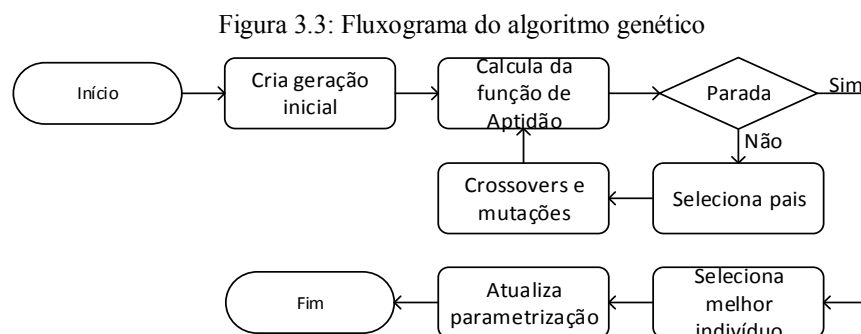 Figura 3.3: Fluxograma do algoritmo genético
Início
Cria geração
inicial
Calcula da
função de
Aptidão
Parada
Sim
Não
Crossovers e
mutações
Seleciona pais
Fim
Atualiza
parametrização
Seleciona
melhor
indivíduo